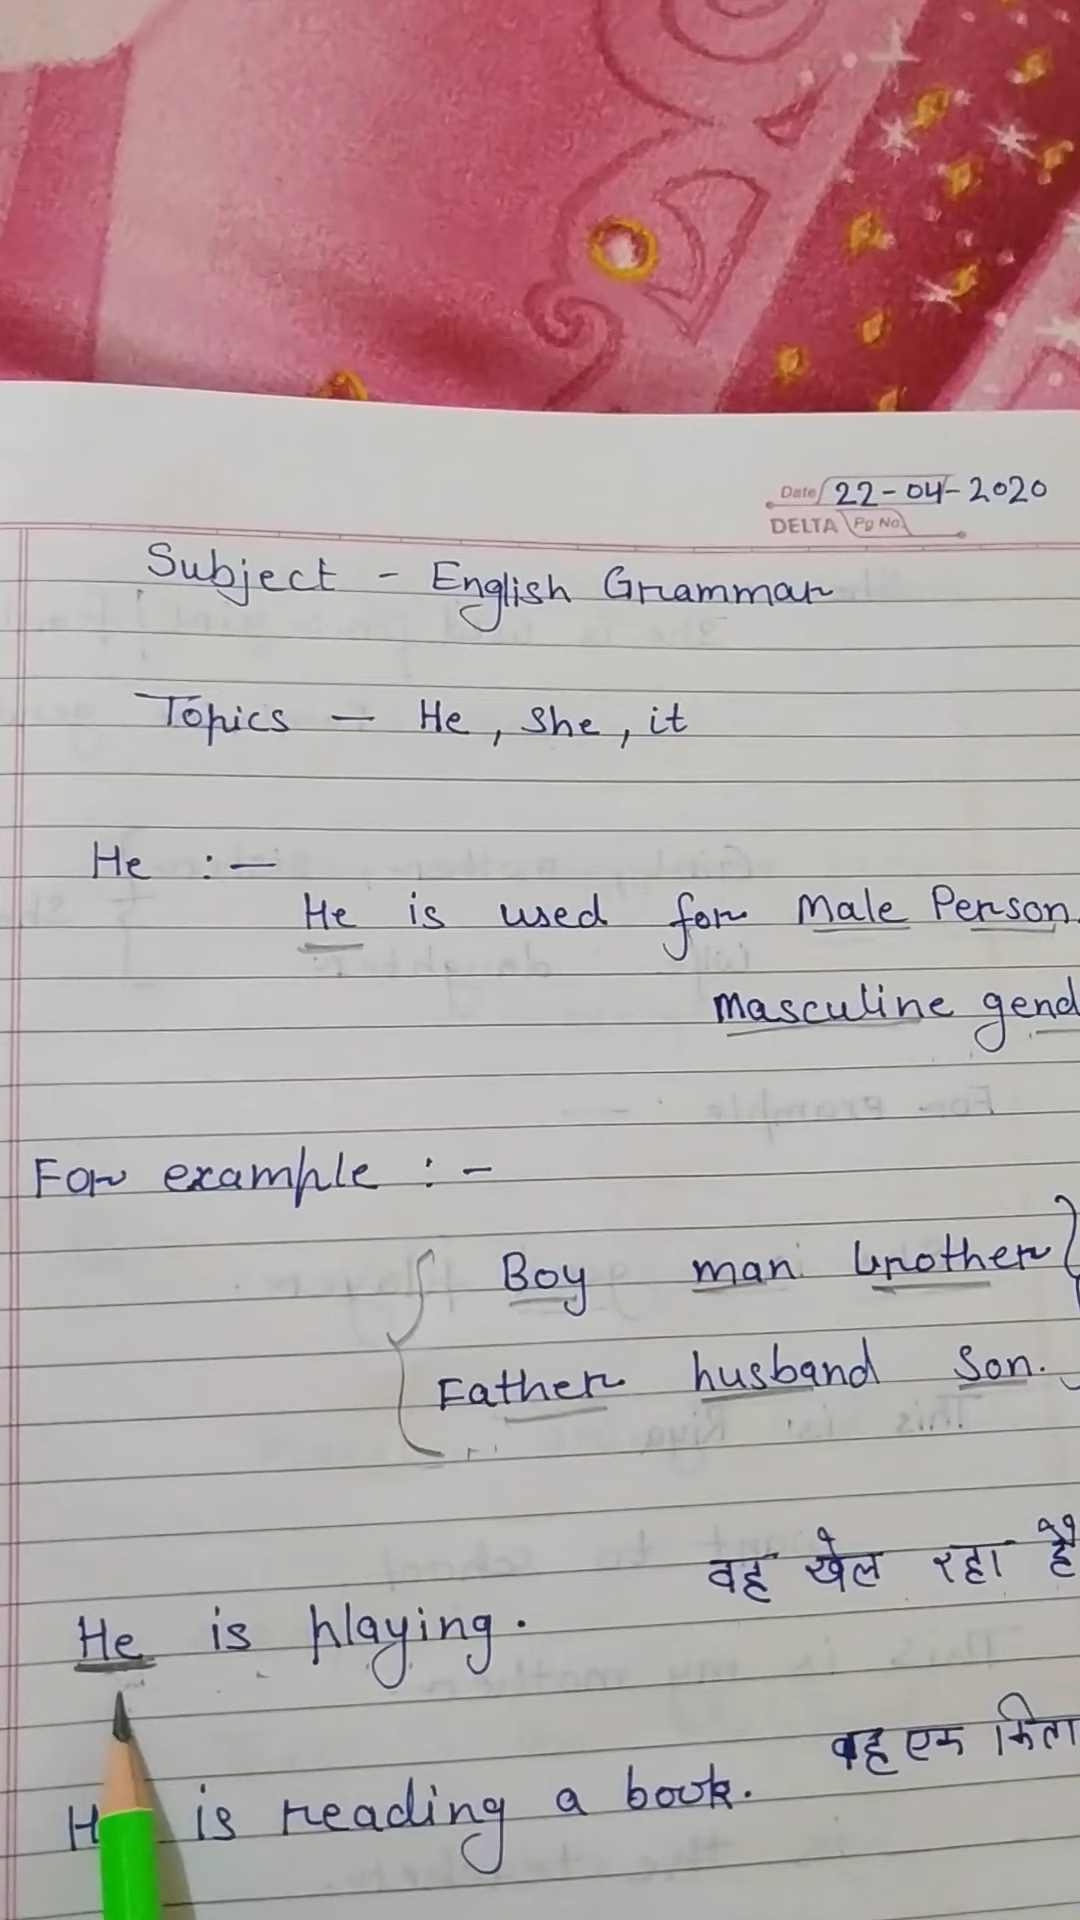 Date 22-04-2020
DELTA Pg No.
Subject - English Grammar
Topics - He, She, it
He :-
He is used for Male Person.
masculine gend
For example :-
Boy man brother
Father husband Son.
वह खेल रहा है
He is playing.
वह एक किता
H is reading a book.